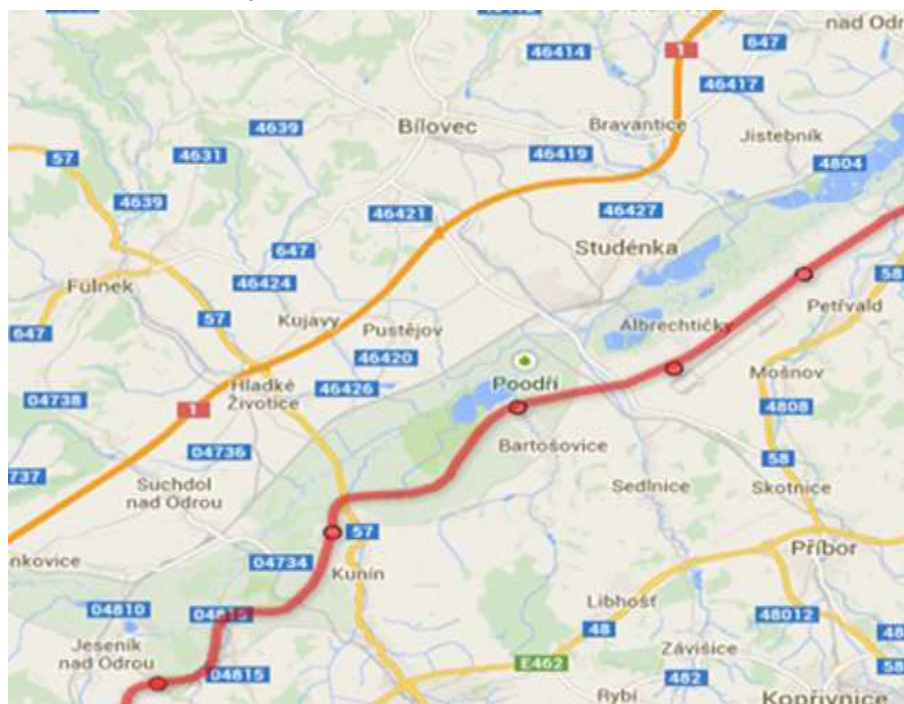 nad Odr
647
1
46414
46417
4639
Bílovec
Bravantice
Jistebník
57
4631
46419
4804
4639
46421
46427
647
Studénka
Fulnek
46424
58
Petřvald
Kujavy
57
Pustějov
Albrechtičky
647
46420
Poodří
Mošnov
Hladké
Životice
46426
04738
1
4808
04736
Bartošovice
58
737
Suchdol
nad Odrou
Sedlnice
Skotnice
57
Příbor
nkovice
04734
Kunín
04810
04815
Libhošť
48012
48
48
Jeseník
nad Odrou
Závišice
04815
E462
482
58
Rybí
Kopřivnice